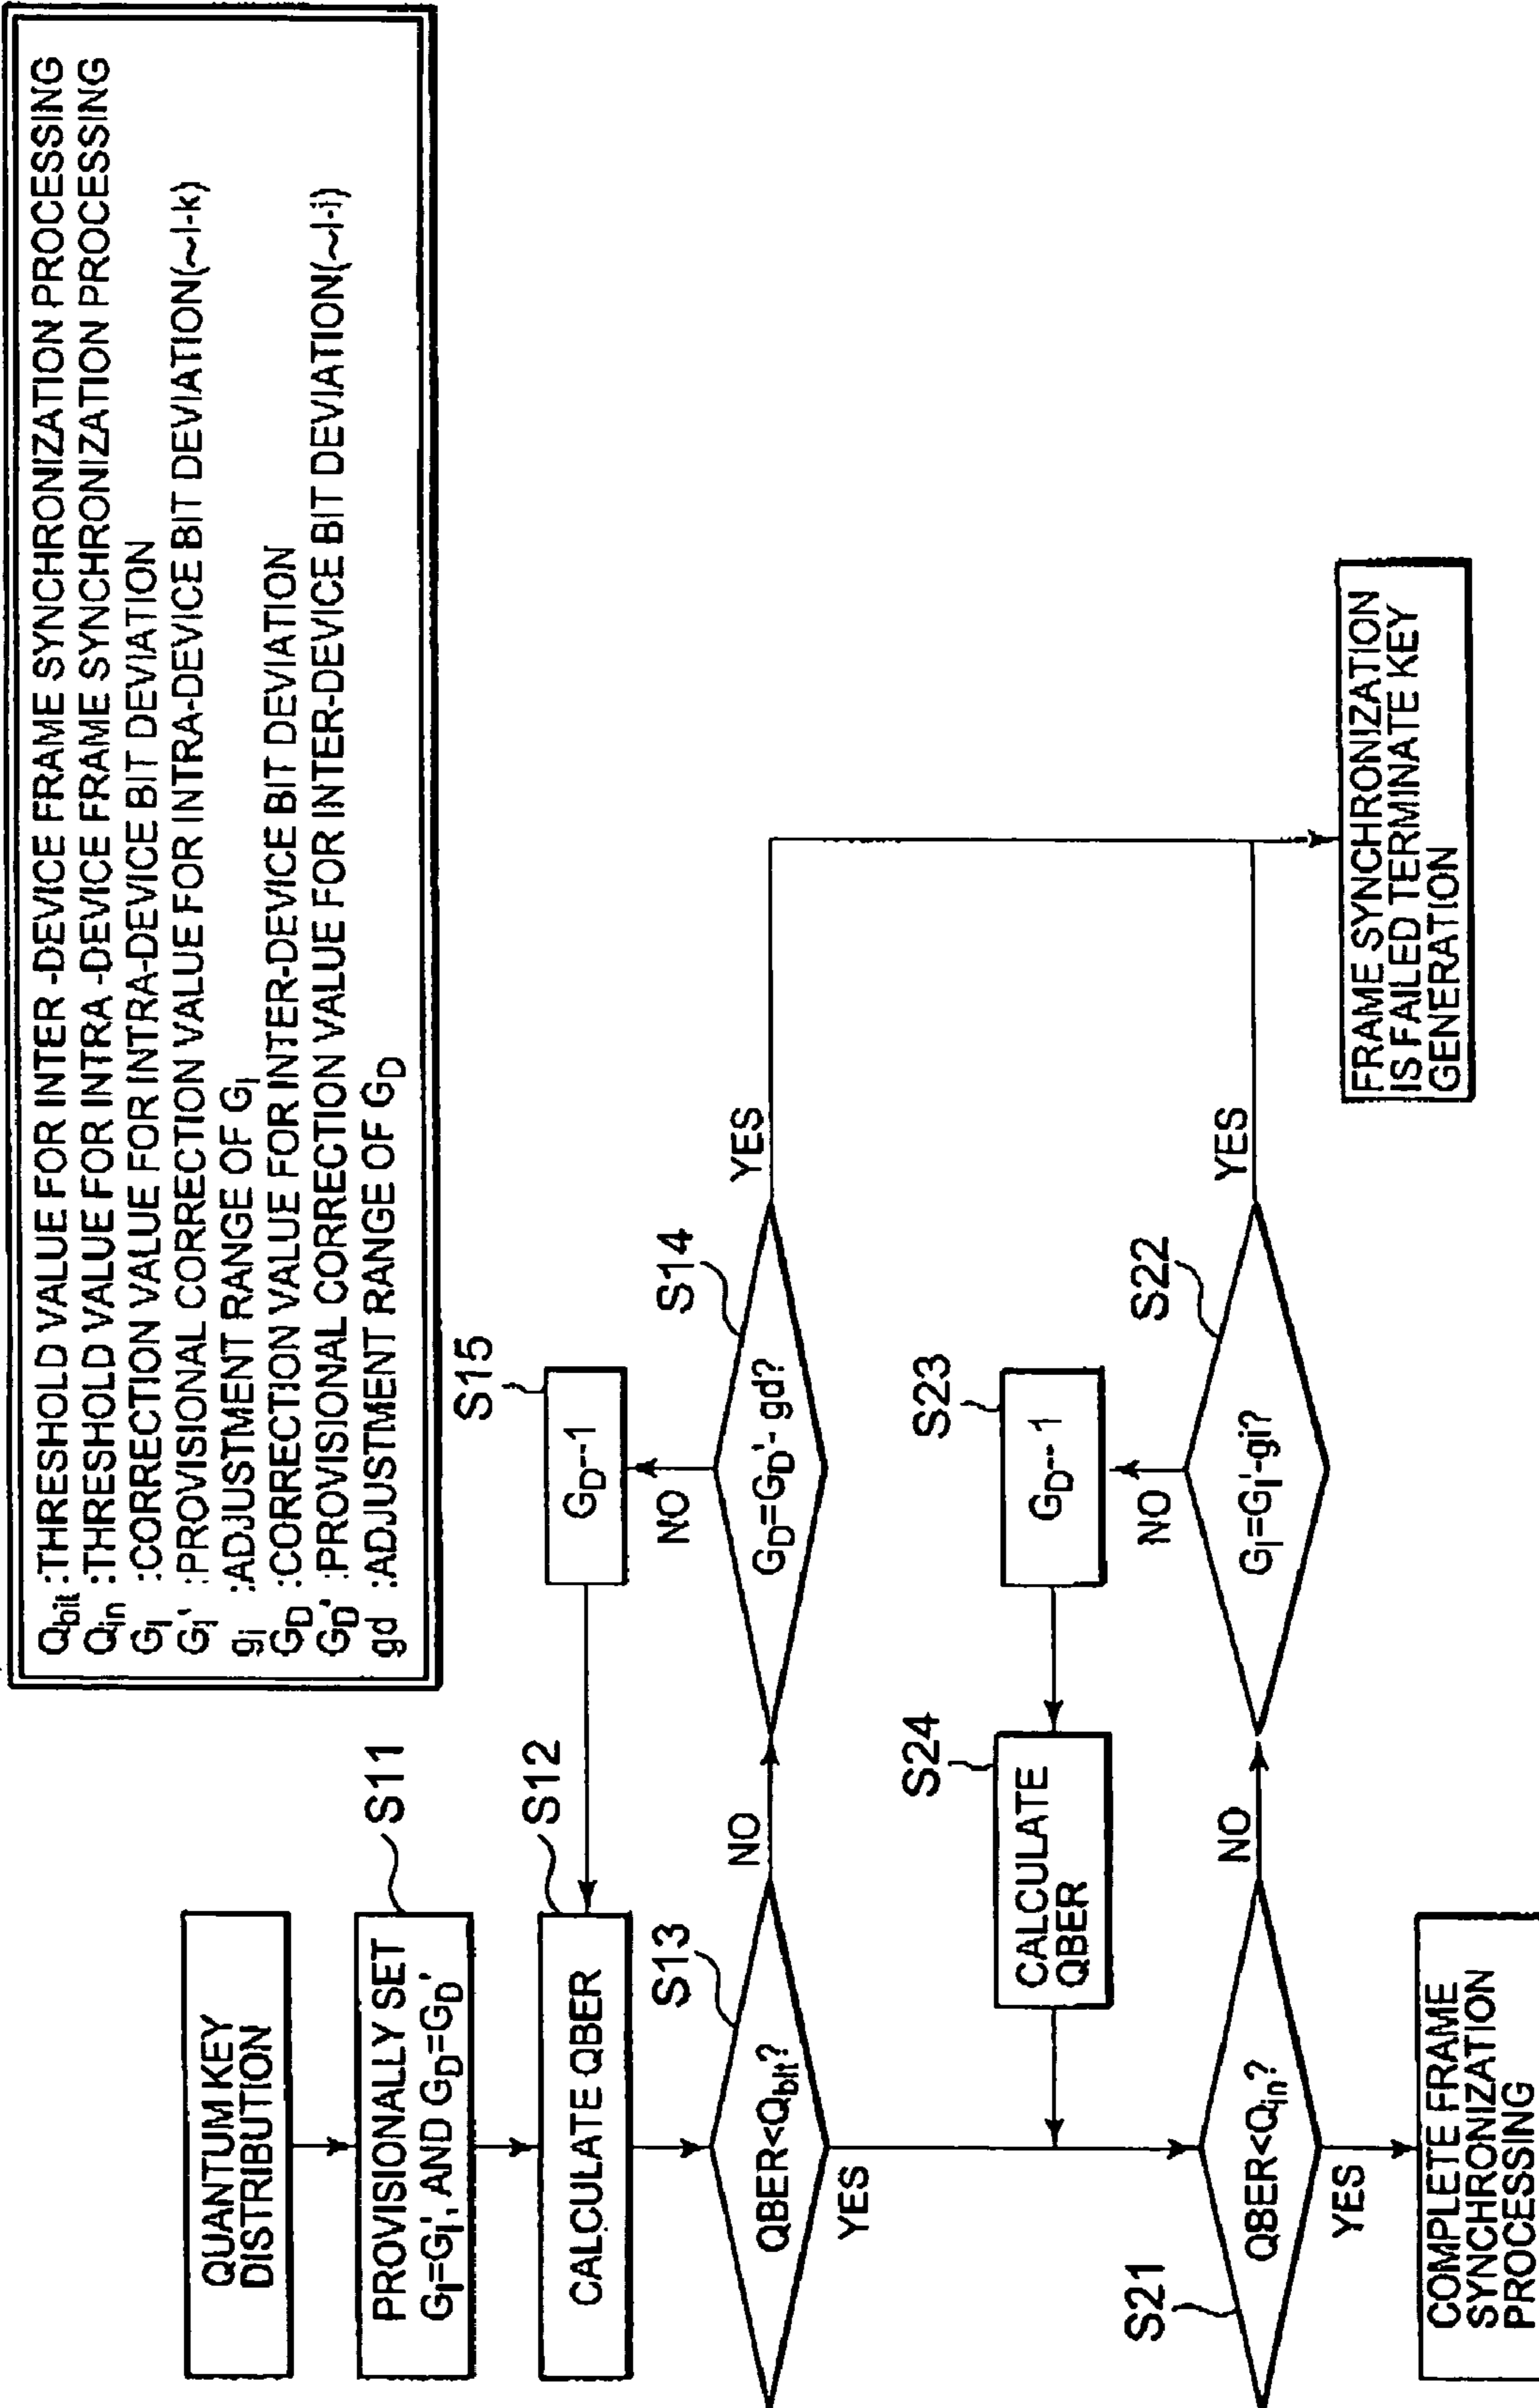 Qbit :THRESHOLD VALUE FOR INTER -DEVICE FRAME SYNCHRONIZATION PROCESSING
Qin :THRESHOLD VALUE FOR INTRA -DEVICE FRAME SYNCHRONIZATION PROCESSING
GI :CORRECTION VALUE FOR INTRA-DEVICE BIT DEVIATION
GI' :PROVISIONAL CORRECTION VALUE FOR INTRA-DEVICE BIT DEVIATION(~I-k)
gi :ADJUSTMENT RANGE OF GI
GD :CORRECTION VALUE FOR INTER-DEVICE BIT DEVIATION
GD' :PROVISIONAL CORRECTION VALUE FOR INTER-DEVICE BIT DEVIATION(~I-i)
gd :ADJUSTMENT RANGE OF GD
QUANTUM KEY
DISTRIBUTION
S11
PROVISIONALLY SET
GI=GI', AND GD=GD'
S12
CALCULATE QBER
S15
GD--1
S13
QBER<Qbit?
NO
YES
S14
GD=GD'- gd?
NO
YES
S24
CALCULATE
QBER
S23
GD--1
S21
QBER<Qin?
NO
YES
S22
GI=GI'-gi?
NO
YES
FRAME SYNCHRONIZATION
IS FAILED TERMINATE KEY
GENERATION
COMPLETE FRAME
SYNCHRONIZATION
PROCESSING